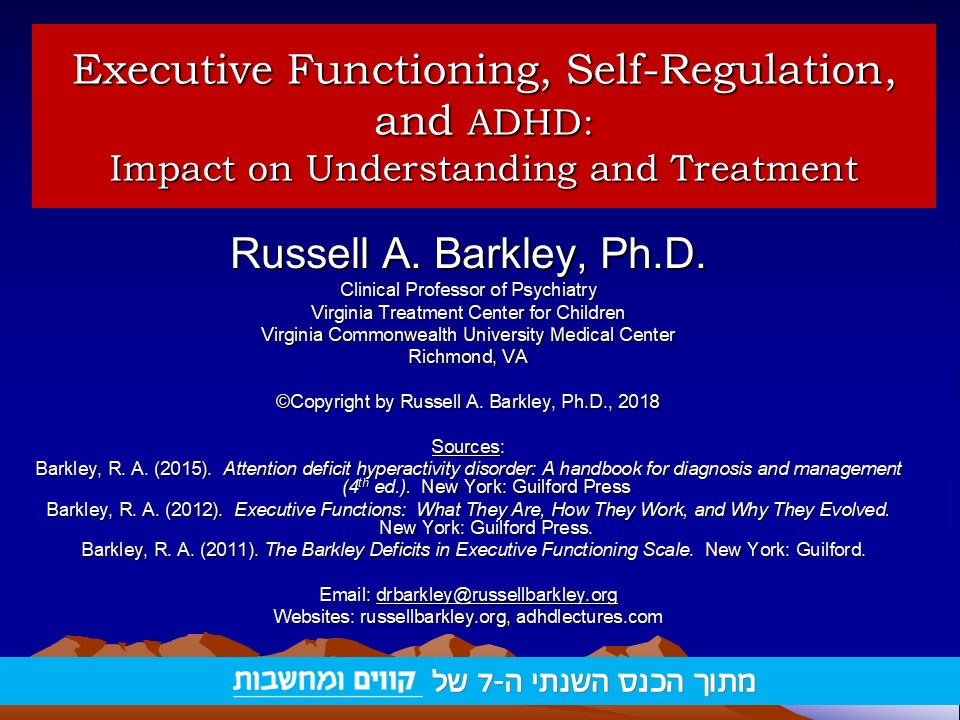 Executive Functioning, Self-Regulation,
and ADHD:
Impact on Understanding and Treatment
Russell A. Barkley, Ph.D.
Clinical Professor of Psychiatry
Virginia Treatment Center for Children
Virginia Commonwealth University Medical Center
Richmond, VA
©Copyright by Russell A. Barkley, Ph.D., 2018
Sources:
Barkley, R. A. (2015). Attention deficit hyperactivity disorder: A handbook for diagnosis and management
(4th ed.). New York: Guilford Press
Barkley, R. A. (2012). Executive Functions: What They Are, How They Work, and Why They Evolved.
New York: Guilford Press.
Barkley, R. A. (2011). The Barkley Deficits in Executive Functioning Scale. New York: Guilford.
Email: drbarkley@russellbarkley.org
Websites: russellbarkley.org, adhdlectures.com
מתוך הכנס השנתי ה-7 של קווים ומחשבות